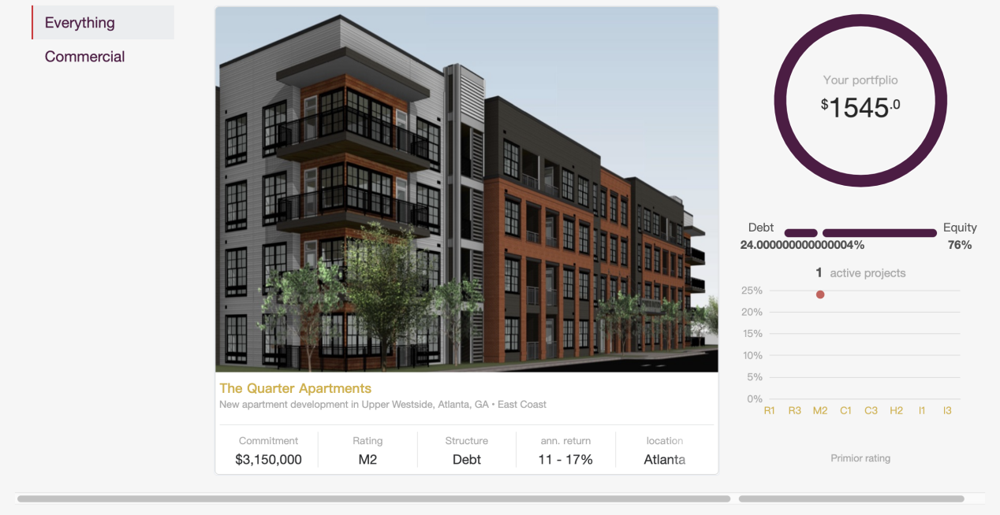 Everything
Commercial
The Quarter Apartments
New apartment development in Upper Westside, Atlanta, GA • East Coast
Commitment
$3,150,000
Rating
M2
Structure
Debt
ann. return
11 - 17%
location
Atlanta
Your portfplio
$1545.0
Debt
24.000000000000004%
Equity
76%
1 active projects
25%
20%
15%
10%
5%
0%
R1 R3 M2 C1 C3 H2 I1 I3
Primior rating